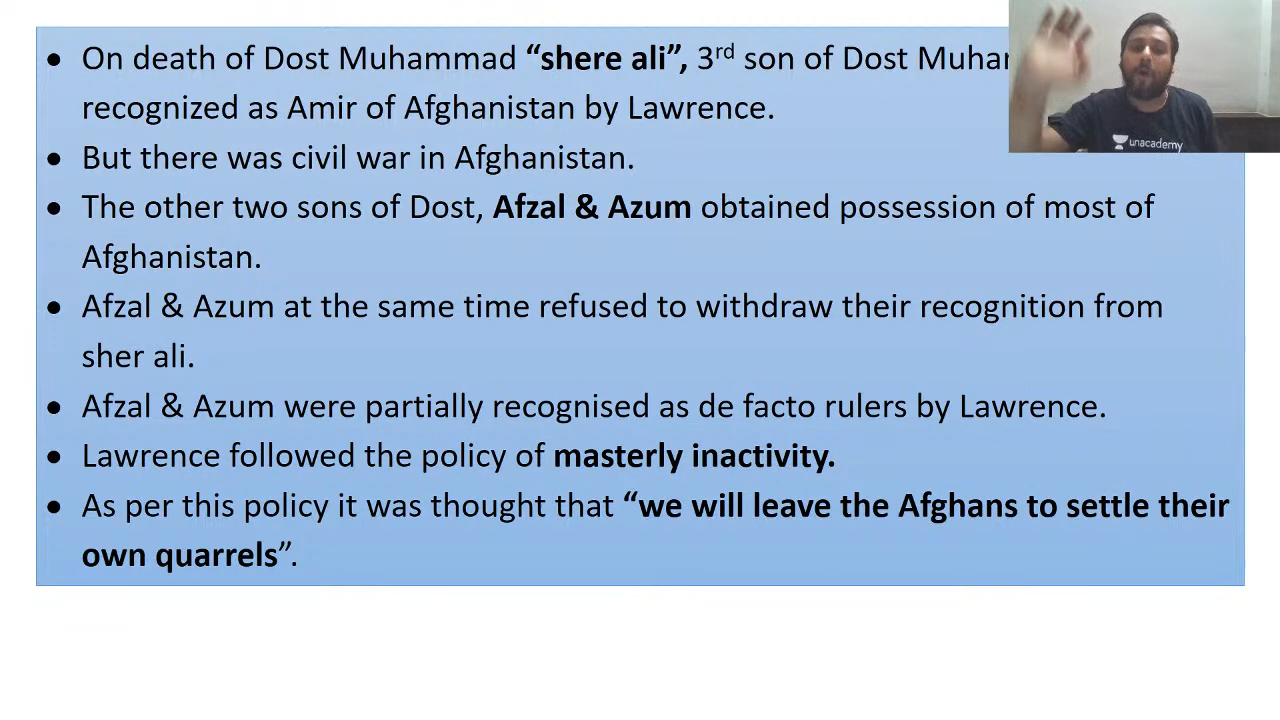 • On death of Dost Muhammad “shere ali”, 3rd son of Dost
recognized as Amir of Afghanistan by Lawrence.
• But there was civil war in Afghanistan.
• The other two sons of Dost, Afzal & Azum obtained possession of most of
Afghanistan.
• Afzal & Azum at the same time refused to withdraw their recognition from
sher ali.
• Afzal & Azum were partially recognised as de facto rulers by Lawrence.
• Lawrence followed the policy of masterly inactivity.
• As per this policy it was thought that “we will leave the Afghans to settle their
own quarrels”.
unacademy